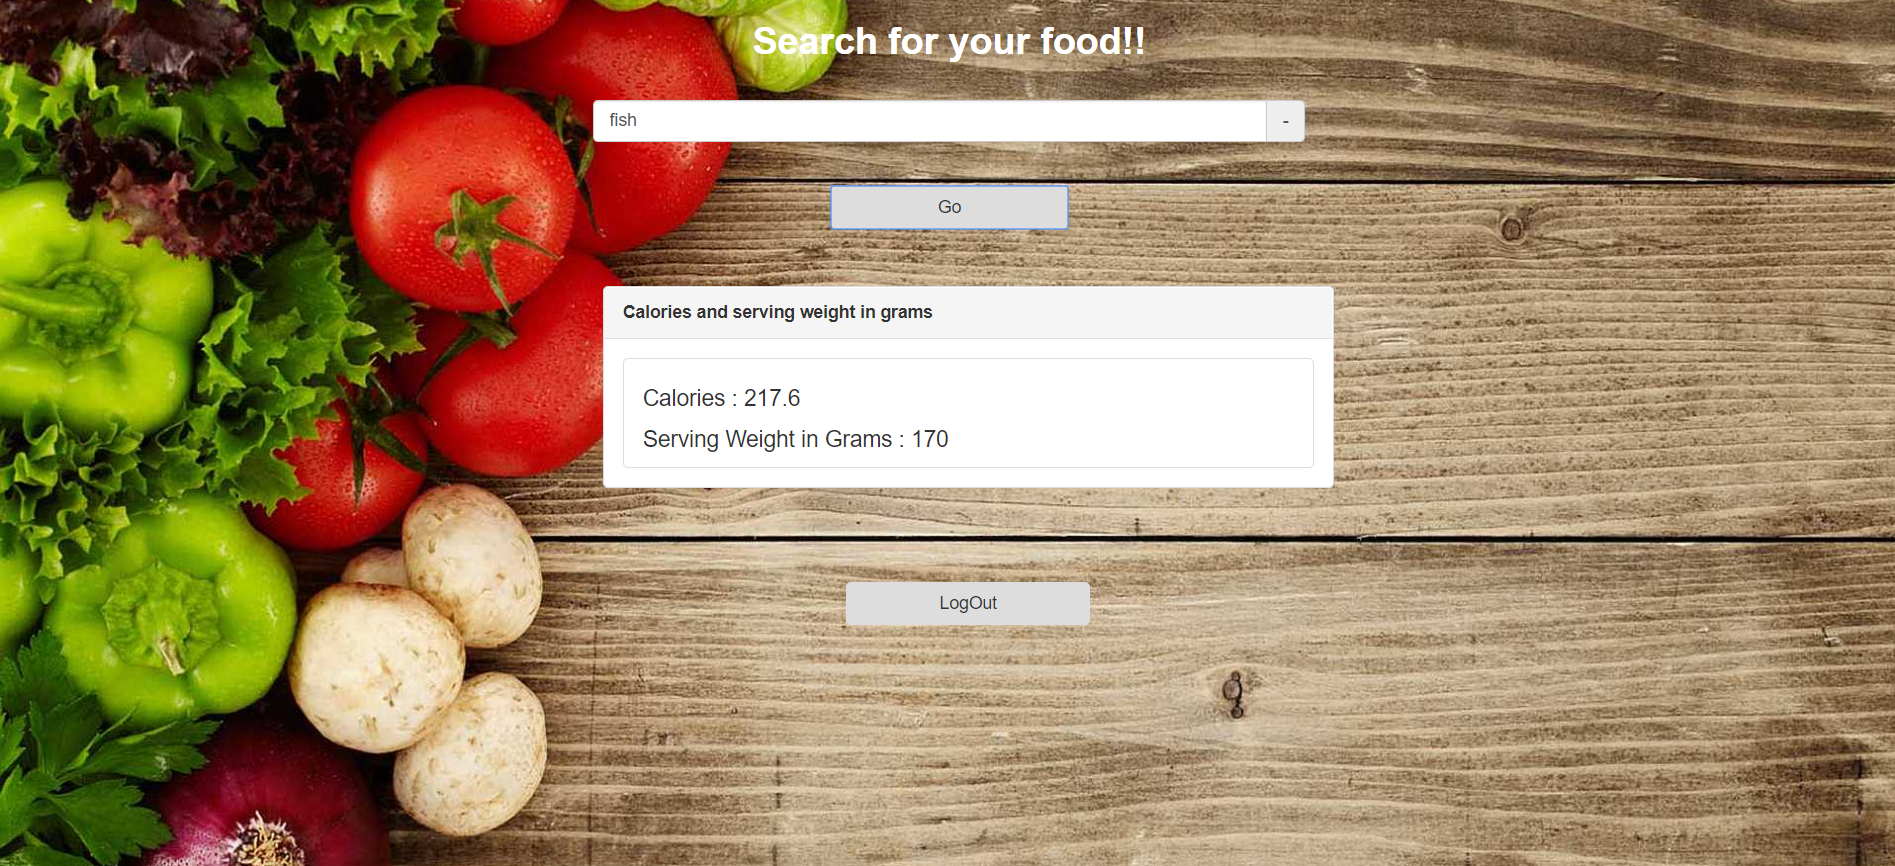 Search for your food!!
fish
-
Go
Calories and serving weight in grams
Calories : 217.6
Serving Weight in Grams : 170
LogOut